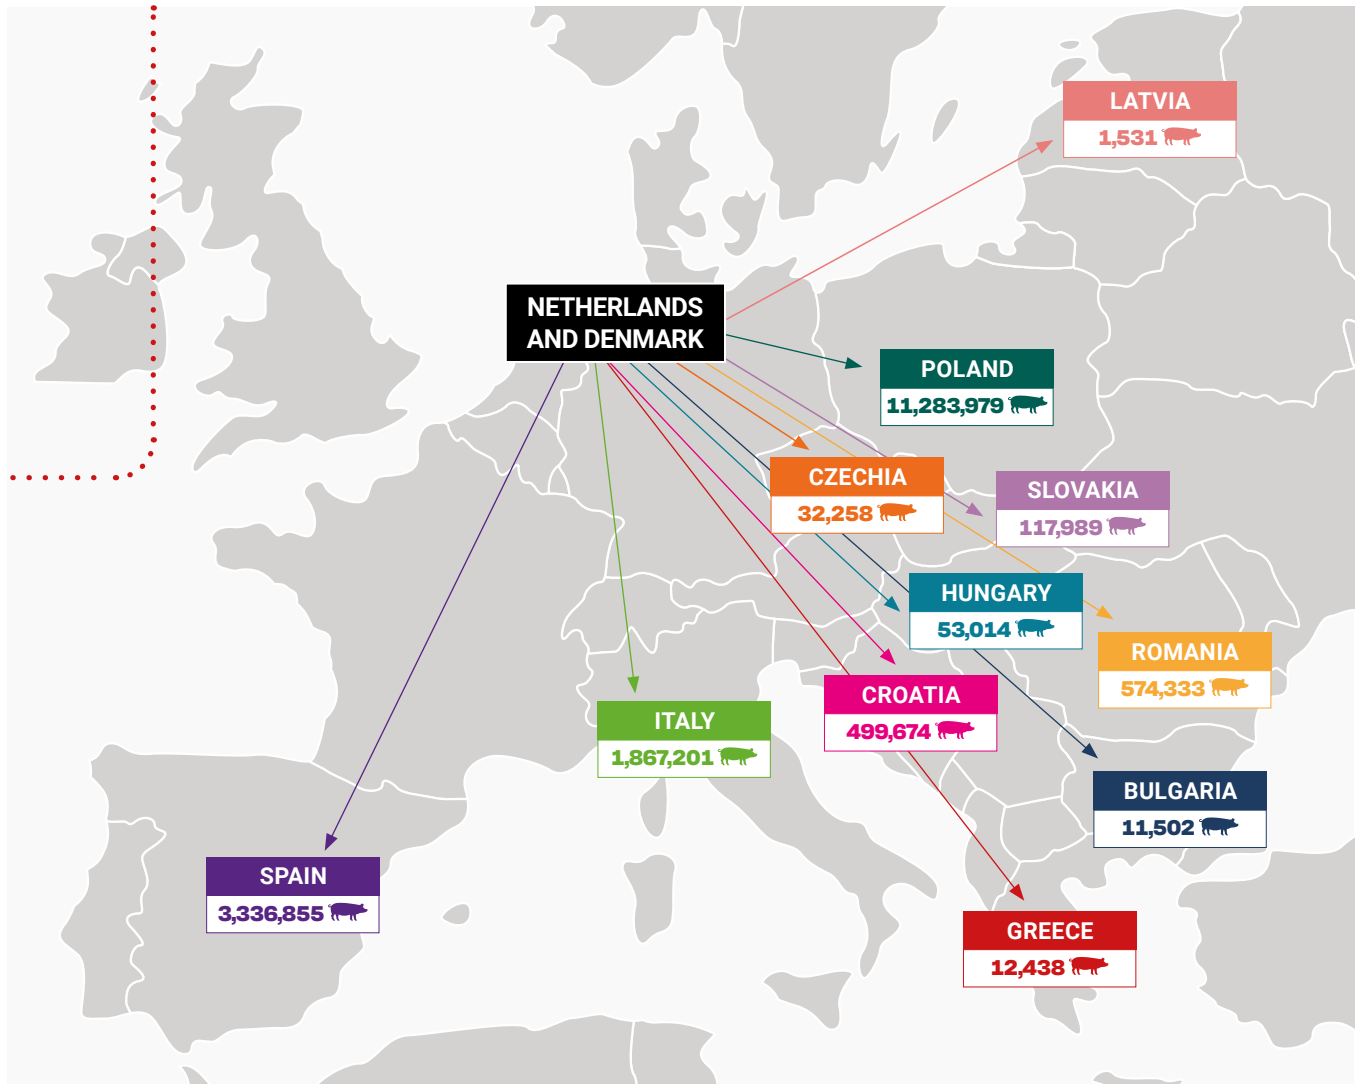 LATVIA
1,531
NETHERLANDS
AND DENMARK
POLAND
11,283,979
CZECHIA
32,258
SLOVAKIA
117,989
HUNGARY
53,014
ROMANIA
574,333
CROATIA
499,674
ITALY
1,867,201
BULGARIA
11,502
SPAIN
3,336,855
GREECE
12,438